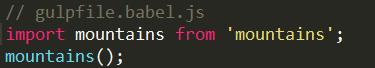 // gulpfile.babel.js
import mountains from 'mountains';
mountains();